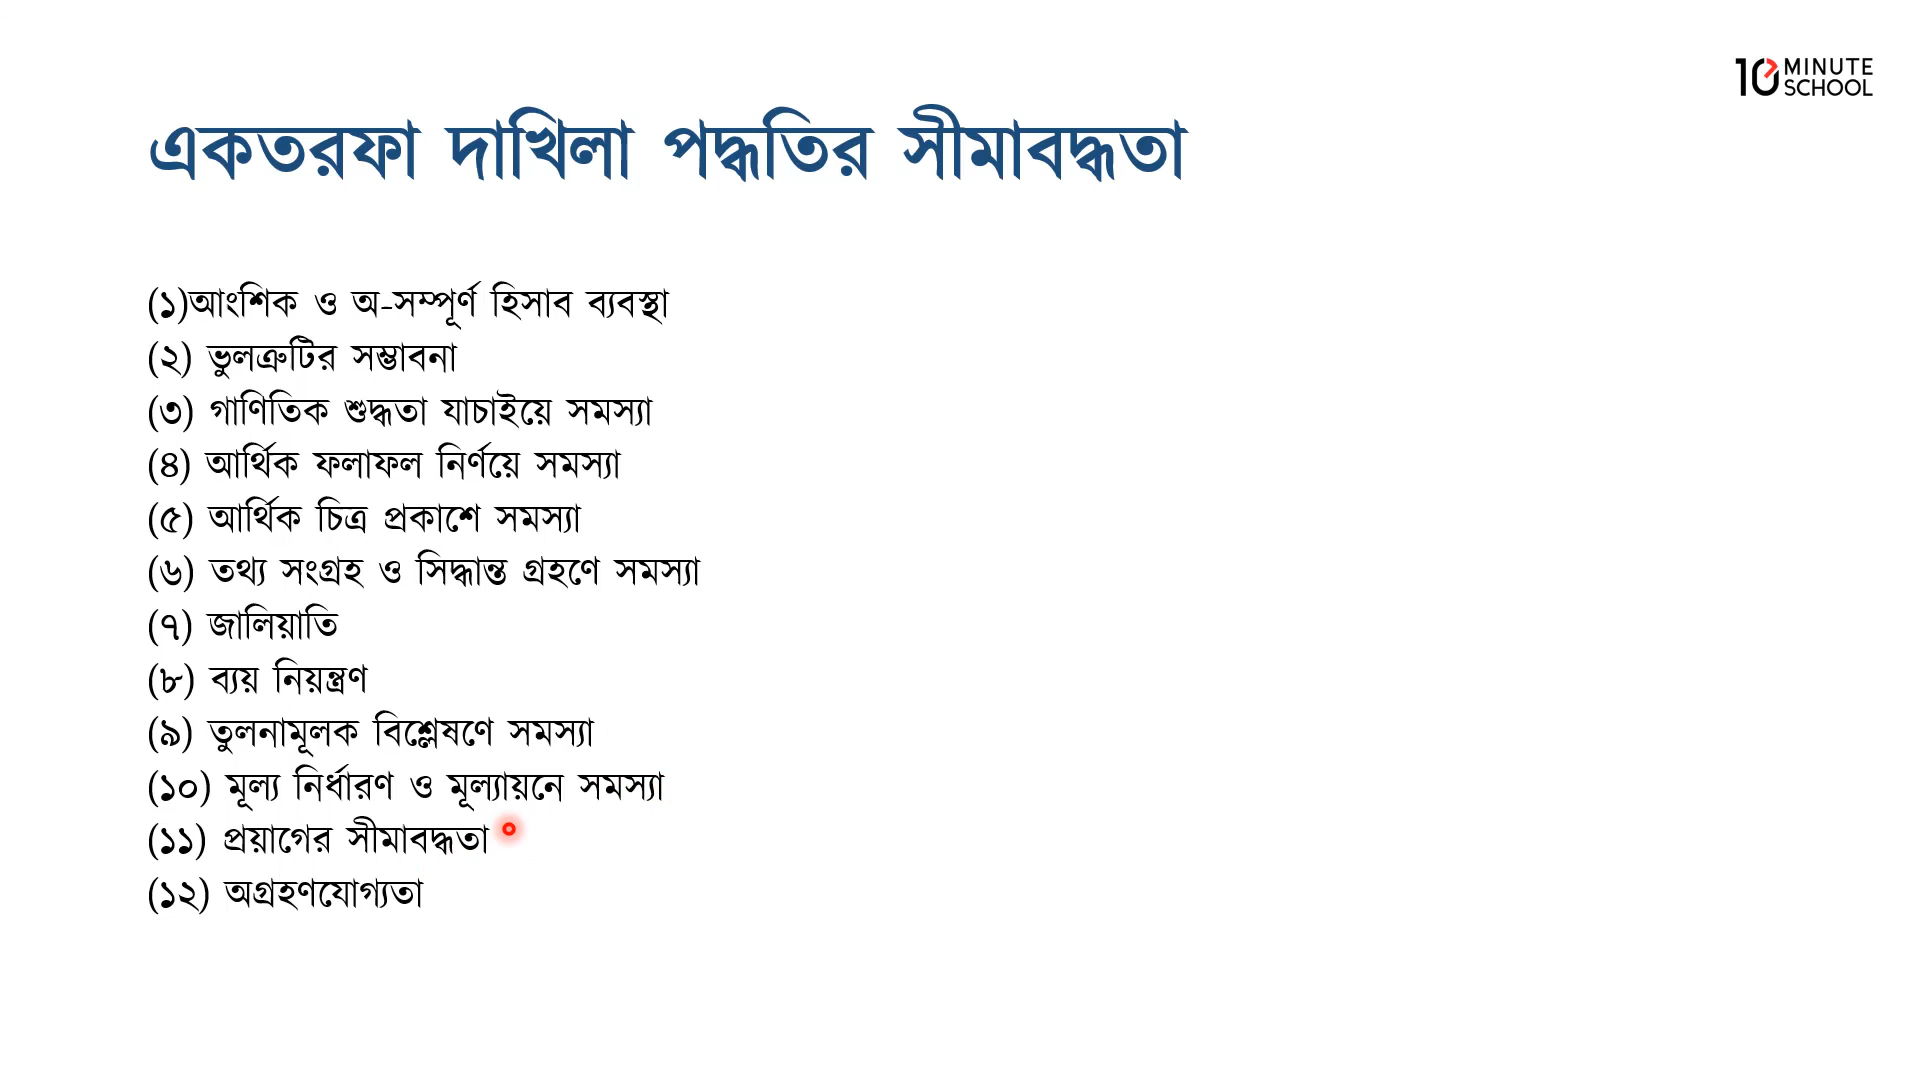 10 MINUTE SCHOOL
একতরফা দাখিলা পদ্ধতির সীমাবদ্ধতা
(১)আংশিক ও অ-সম্পূর্ণ হিসাব ব্যবস্থা
(২) ভুলত্রুটির সম্ভাবনা
(৩) গাণিতিক শুদ্ধতা যাচাইয়ে সমস্যা
(৪) আর্থিক ফলাফল নির্ণয়ে সমস্যা
(৫) আর্থিক চিত্র প্রকাশে সমস্যা
(৬) তথ্য সংগ্রহ ও সিদ্ধান্ত গ্রহণে সমস্যা
(৭) জালিয়াতি
(৮) ব্যয় নিয়ন্ত্রণ
(৯) তুলনামূলক বিশ্লেষণে সমস্যা
(১০) মূল্য নির্ধারণ ও মূল্যায়নে সমস্যা
(১১) প্রয়াগের সীমাবদ্ধতা
(১২) অগ্রহণযোগ্যতা